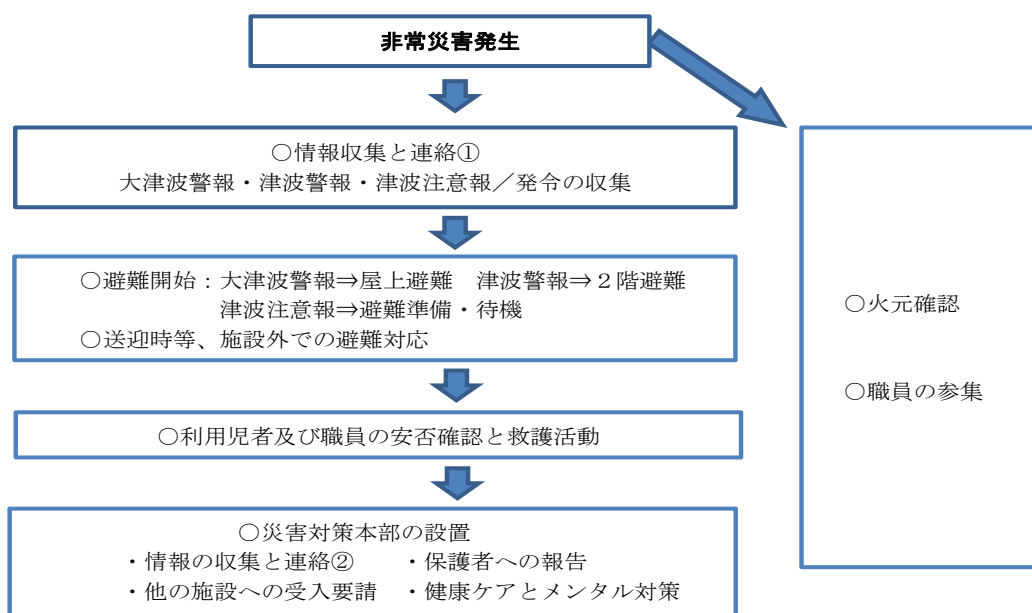 非常災害発生
○情報収集と連絡①
大津波警報・津波警報・津波注意報／発令の収集
○避難開始：大津波警報⇒屋上避難　津波警報⇒２階避難
津波注意報⇒避難準備・待機
○送迎時等、施設外での避難対応
○利用児者及び職員の安否確認と救護活動
○災害対策本部の設置
・情報の収集と連絡②　　・保護者への報告
・他の施設への受入要請　・健康ケアとメンタル対策
○火元確認
○職員の参集